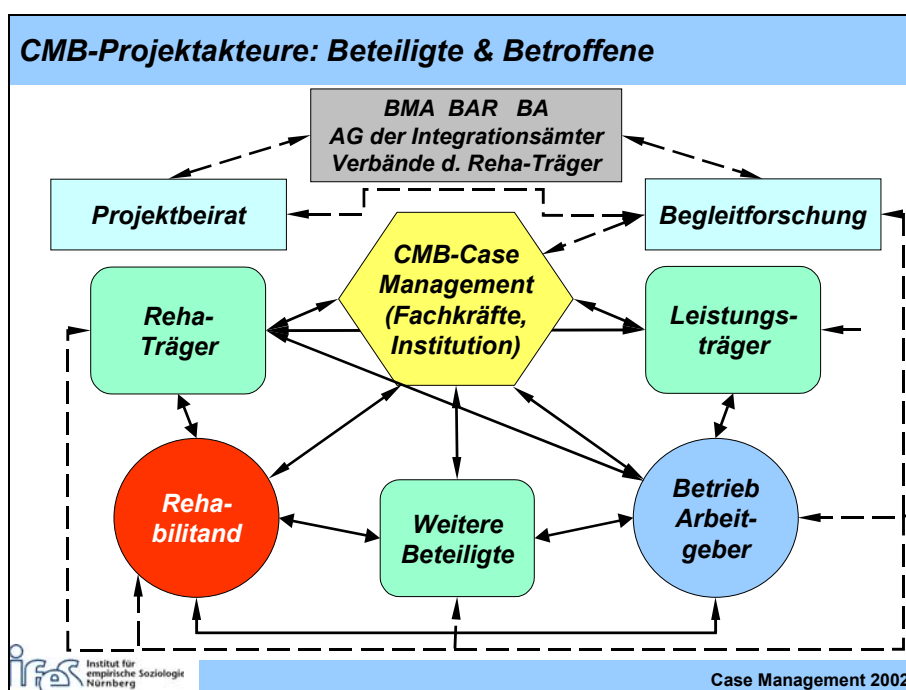 CMB-Projektakteure: Beteiligte & Betroffene
BMA BAR BA
AG der Integrationsämter
Verbände d. Reha-Träger
Projektbeirat
Begleitforschung
CMB-Case
Management
(Fachkräfte,
Institution)
Reha-
Träger
Leistungs-
träger
Reha-
bilitand
Weitere
Beteiligte
Betrieb
Arbeit-
geber
ifes
Institut für
empirische Soziologie
Nürnberg
Case Management 2002